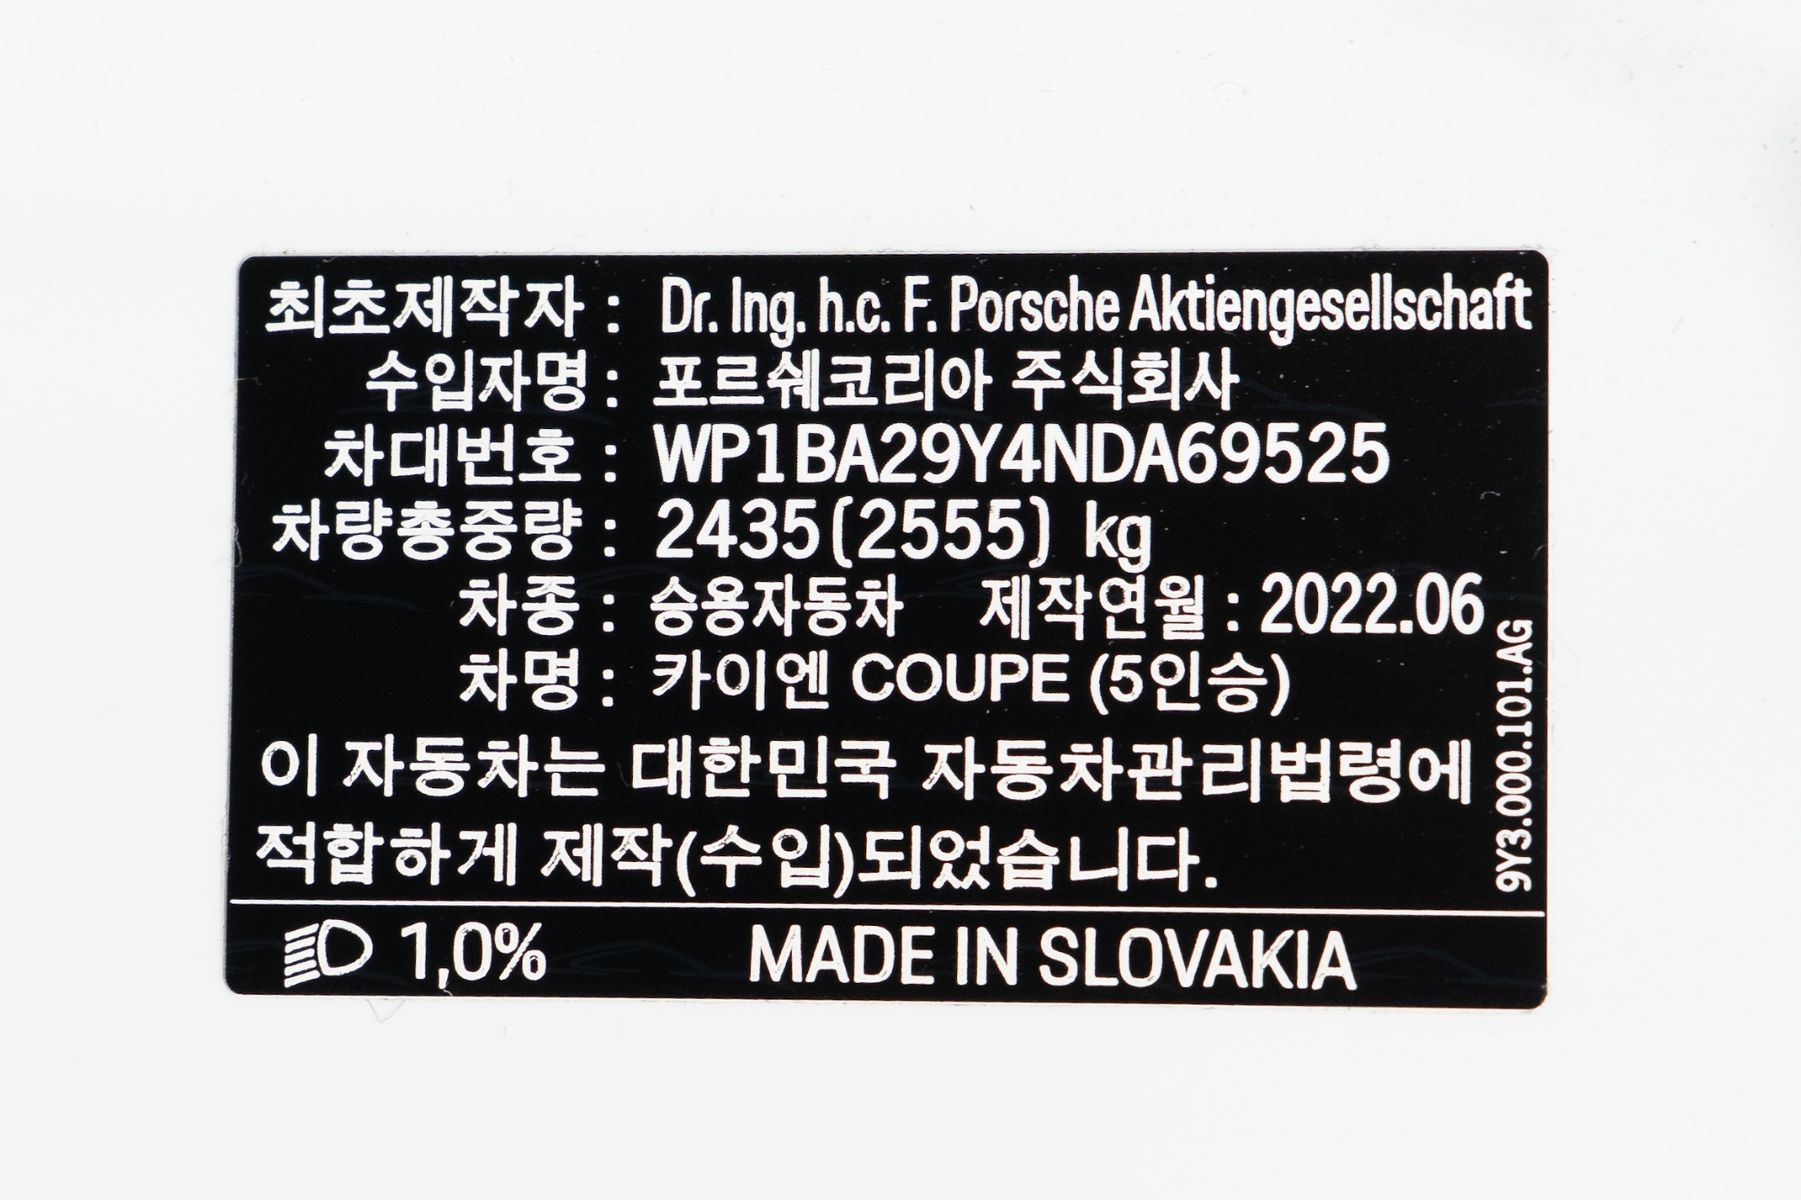 최초제작자 : Dr. Ing. h.c. F. Porsche Aktiengesellschaft
수입자명 : 포르쉐코리아 주식회사
차대번호 : WP1BA29Y4NDA69525
차량총중량 : 2435(2555) kg
차종 : 승용자동차 제작연월 : 2022.06
차명 : 카이엔 COUPE (5인승)
이 자동차는 대한민국 자동차관리법령에
적합하게 제작(수입)되었습니다.
9Y3.000.101.AG
1,0% MADE IN SLOVAKIA